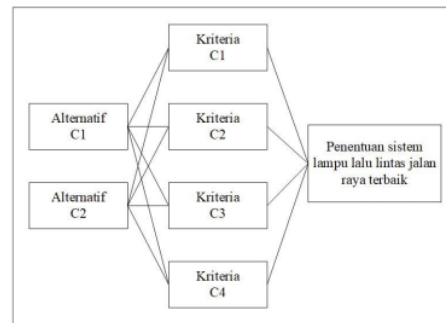 Kriteria
C1
Alternatif
C1
Kriteria
C2
Alternatif
C2
Kriteria
C3
Kriteria
C4
Penentuan sistem
lampu lalu lintas jalan
raya terbaik